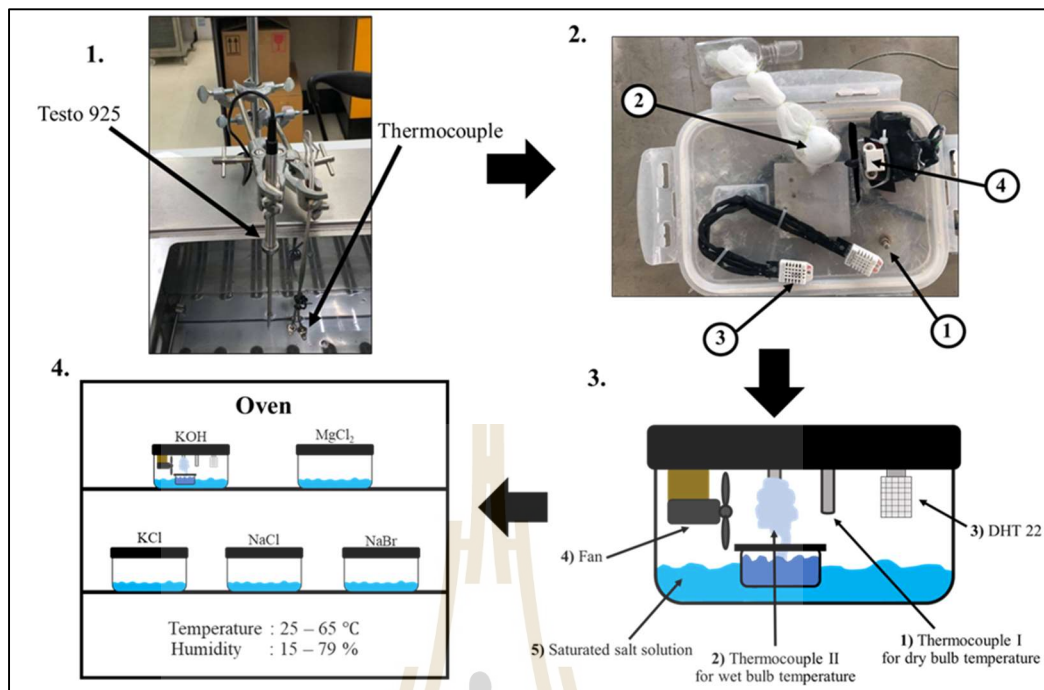 1.
Testo 925
Thermocouple
2.
2
4
3
1
4.
Oven
KOH
MgCl₂
KCl
NaCl
NaBr
Temperature : 25 – 65 ℃
Humidity : 15 – 79 %
3.
4) Fan
3) DHT 22
5) Saturated salt solution
2) Thermocouple II
for wet bulb temperature
1) Thermocouple I
for dry bulb temperature